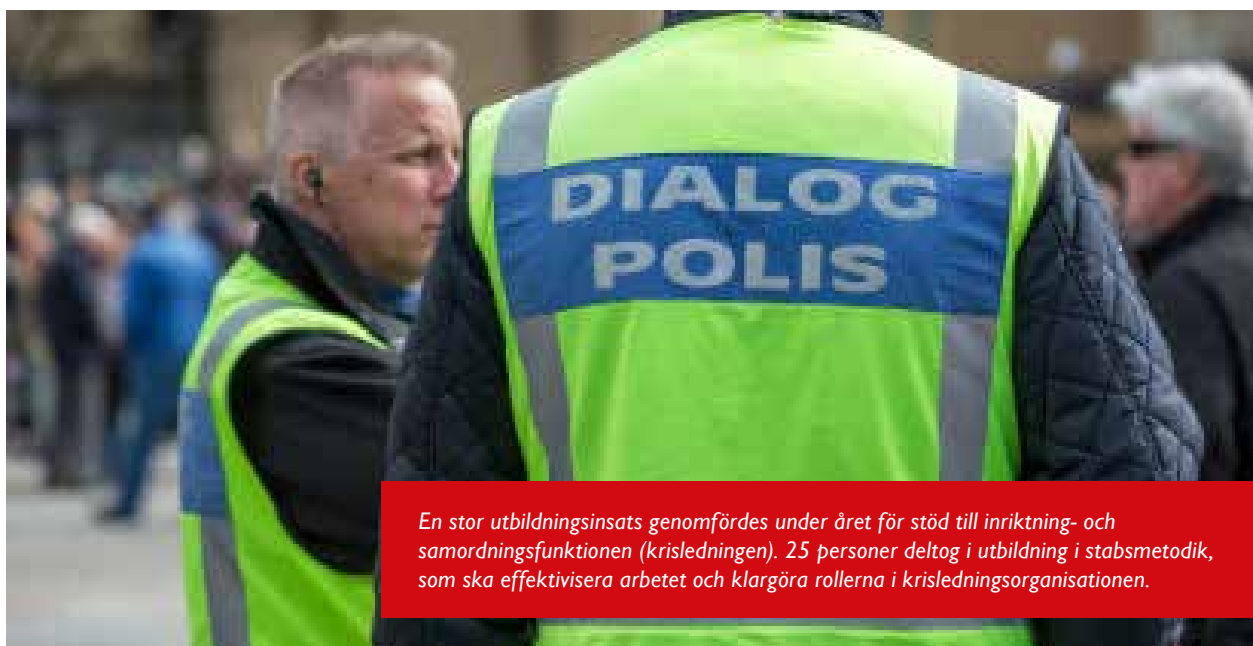 DIALOG
POLIS
En stor utbildningsinsats genomfördes under året för stöd till inriktning- och
samordningsfunktionen (krisledningen). 25 personer deltog i utbildning i stabsmetodik,
som ska effektivisera arbetet och klargöra rollerna i krisledningsorganisationen.